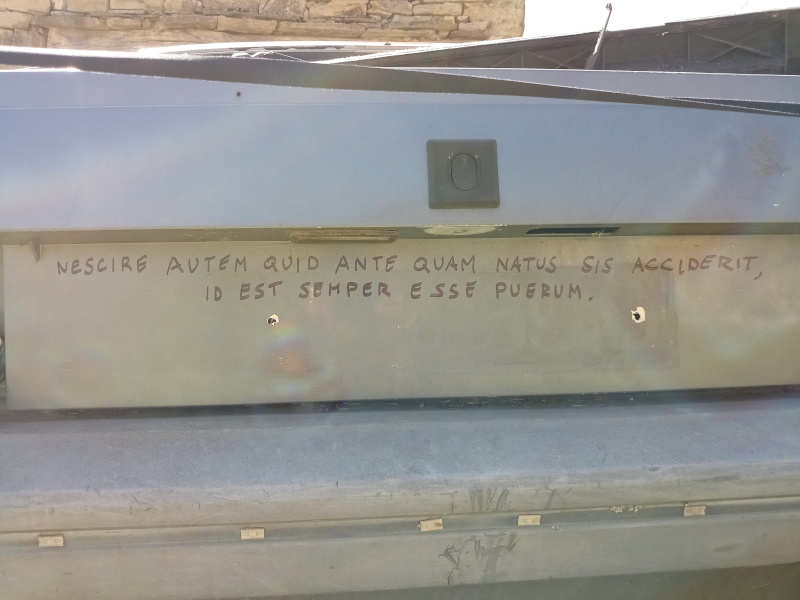 NESCIRE AUTEM QUID ANTE QUAM NATUS SIS ACCIDERIT,
ID EST SEMPER ESSE PUERUM.